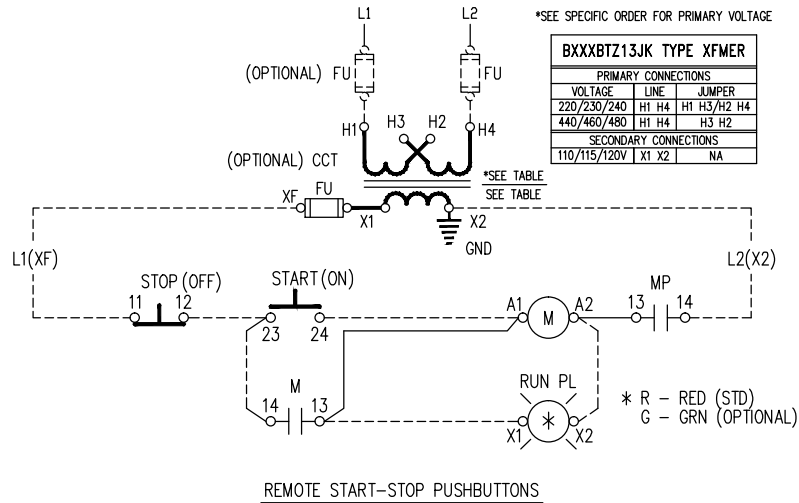 L1
L2
*SEE SPECIFIC ORDER FOR PRIMARY VOLTAGE
BXXXBTZ13JK TYPE XFMER
PRIMARY CONNECTIONS
VOLTAGE LINE JUMPER
220/230/240 H1 H4 H1 H3/H2 H4
440/460/480 H1 H4 H3 H2
SECONDARY CONNECTIONS
110/115/120V X1 X2 NA
(OPTIONAL) FU
FU
H1
H3
H2
H4
(OPTIONAL) CCT
*SEE TABLE
SEE TABLE
XF
FU
X1
X2
GND
L1(XF)
L2(X2)
STOP (OFF)
START (ON)
MP
11
12
23
24
A1
M
A2
13
14
M
14
13
RUN PL
X1
*
X2
* R - RED (STD)
G - GRN (OPTIONAL)
REMOTE START-STOP PUSHBUTTONS